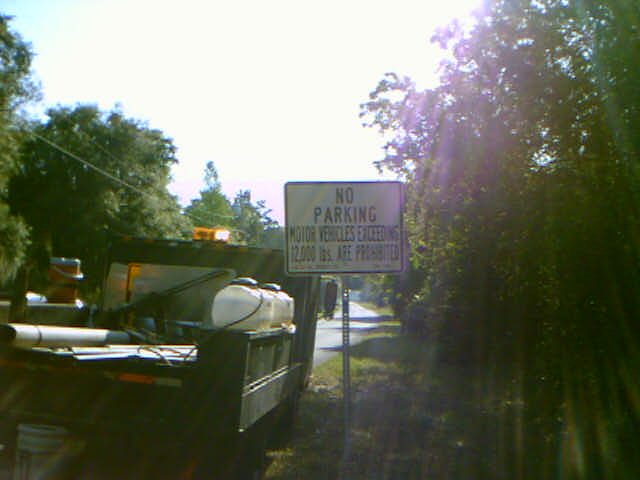 NO
PARKING
MOTOR VEHICLES EXCEEDING
12,000 lbs. ARE PROHIBITED